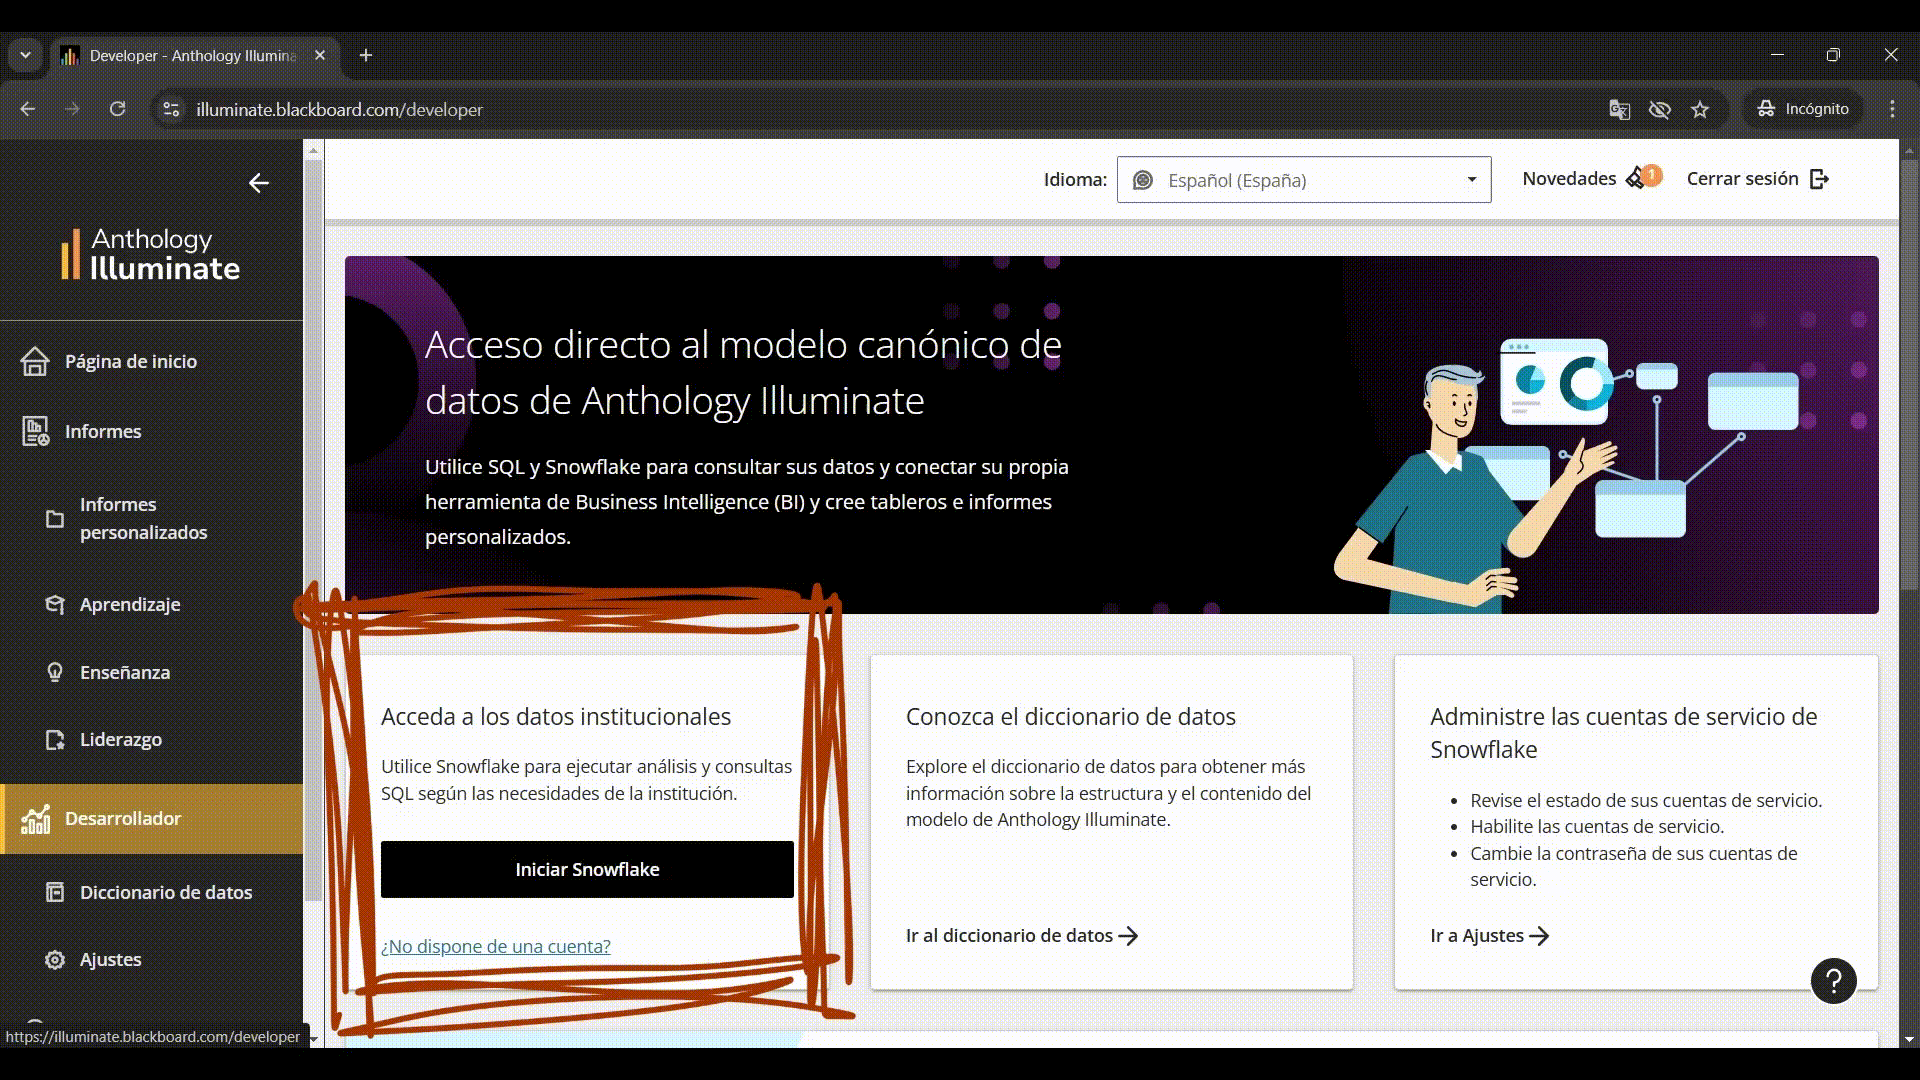 Developer - Anthology Illumina
illuminate.blackboard.com/developer
Incógnito
Idioma:
Español (España)
Novedades
1
Cerrar sesión
Anthology
Illuminate
Página de inicio
Informes
Informes
personalizados
Aprendizaje
Enseñanza
Liderazgo
Desarrollador
Diccionario de datos
Ajustes
Acceso directo al modelo canónico de
datos de Anthology Illuminate
Utilice SQL y Snowflake para consultar sus datos y conectar su propia
herramienta de Business Intelligence (BI) y cree tableros e informes
personalizados.
Acceda a los datos institucionales
Utilice Snowflake para ejecutar análisis y consultas
SQL según las necesidades de la institución.
Iniciar Snowflake
¿No dispone de una cuenta?
Conozca el diccionario de datos
Explore el diccionario de datos para obtener más
información sobre la estructura y el contenido del
modelo de Anthology Illuminate.
Ir al diccionario de datos
Administre las cuentas de servicio de
Snowflake
• Revise el estado de sus cuentas de servicio.
• Habilite las cuentas de servicio.
• Cambie la contraseña de sus cuentas de
servicio.
Ir a Ajustes
?
https://illuminate.blackboard.com/developer